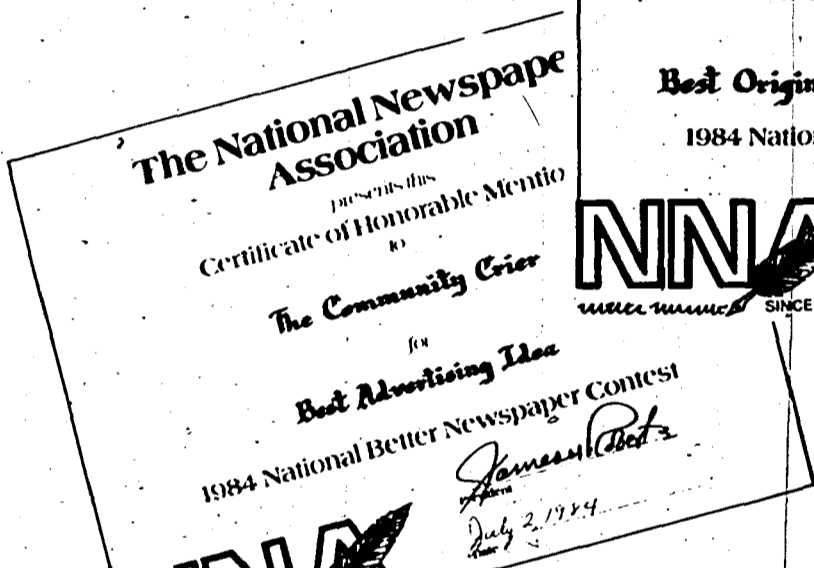 The National Newspape
Association
presents this
Certificate of Honorable Mentio
to
The Community Crier
for
Best Advertising Idea
1984 National Better Newspaper Contest
July 2, 1984
NNA
Best Origin
1984 Natio
NNA
SINCE